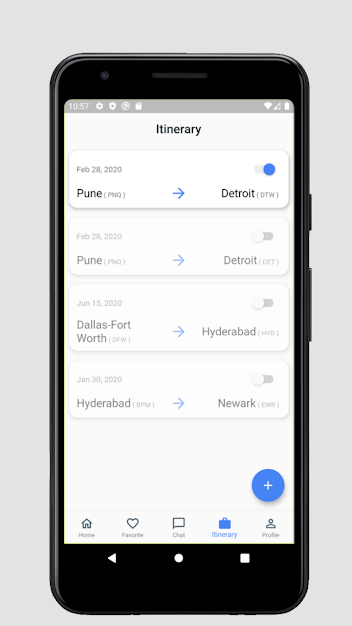 10:57
Itinerary
Feb 28, 2020
Pune ( PNQ ) Detroit ( DTW )
Feb 28, 2020
Pune ( PNQ ) Detroit ( DET )
Jun 15, 2020
Dallas-Fort
Worth ( DFW ) Hyderabad ( HYD )
Jan 30, 2020
Hyderabad ( BPM ) Newark ( EWR )
+
Home Favorite Chat Itinerary Profile